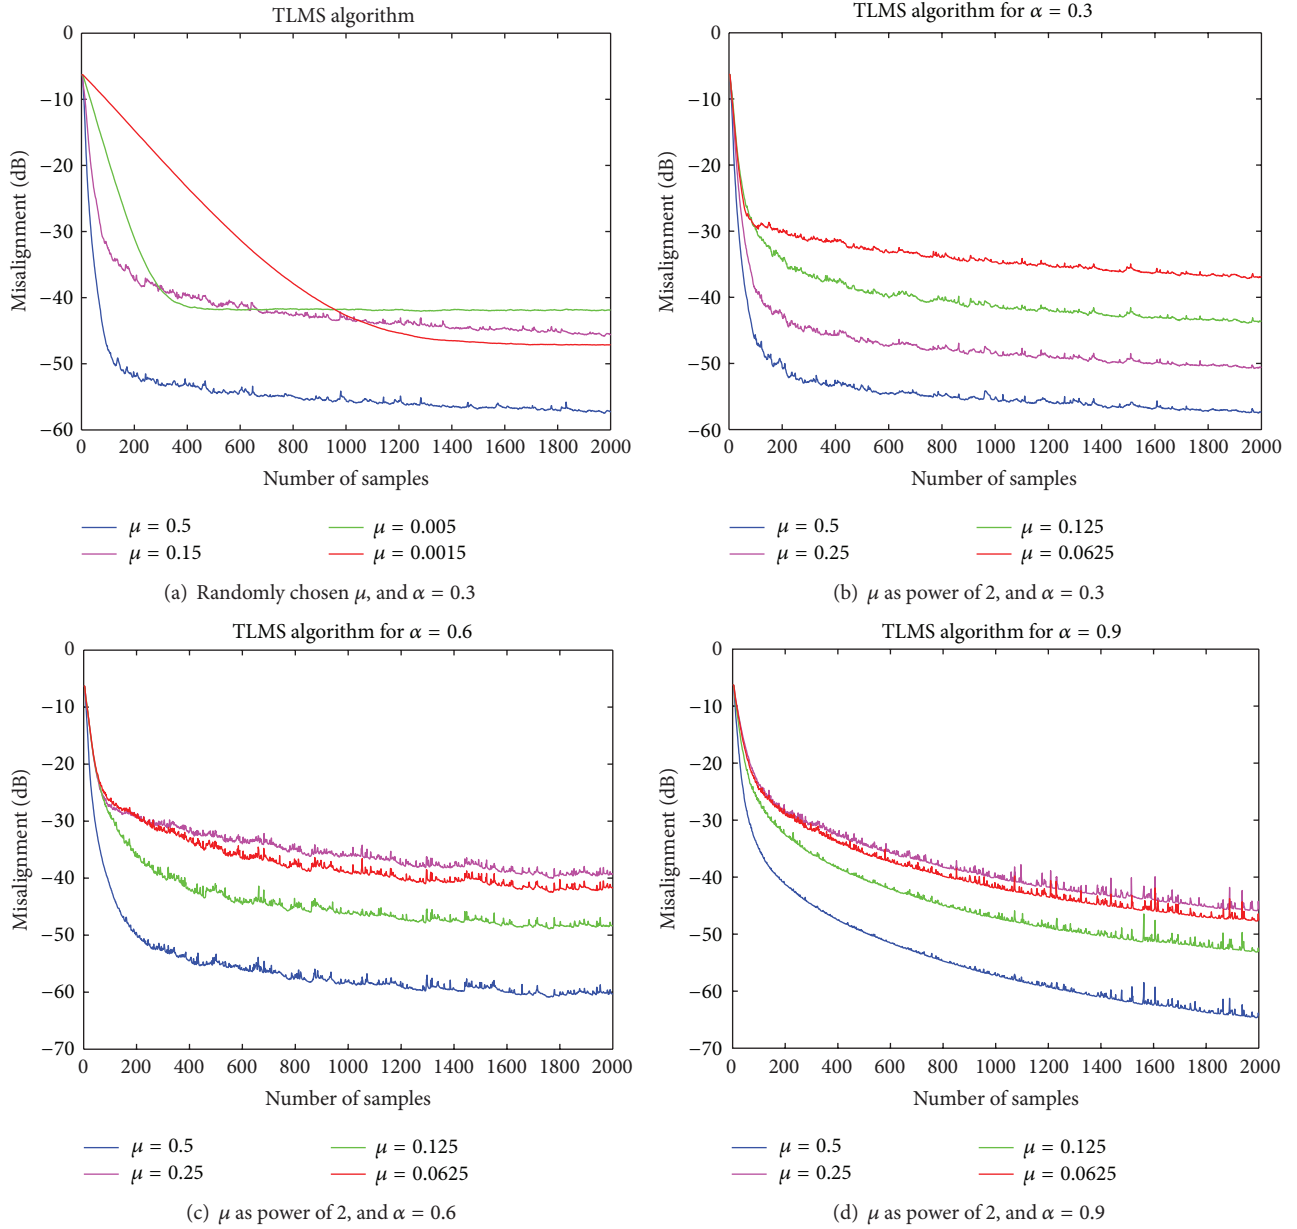 TLMS algorithm
0
−10
−20
−30
−40
−50
−60
Misalignment (dB)
0 200 400 600 800 1000 1200 1400 1600 1800 2000
Number of samples
μ = 0.5
μ = 0.15
μ = 0.005
μ = 0.0015
(a) Randomly chosen μ, and α = 0.3
TLMS algorithm for α = 0.3
0
−10
−20
−30
−40
−50
−60
Misalignment (dB)
0 200 400 600 800 1000 1200 1400 1600 1800 2000
Number of samples
μ = 0.5
μ = 0.25
μ = 0.125
μ = 0.0625
(b) μ as power of 2, and α = 0.3
TLMS algorithm for α = 0.6
0
−10
−20
−30
−40
−50
−60
−70
Misalignment (dB)
0 200 400 600 800 1000 1200 1400 1600 1800 2000
Number of samples
μ = 0.5
μ = 0.25
μ = 0.125
μ = 0.0625
(c) μ as power of 2, and α = 0.6
TLMS algorithm for α = 0.9
0
−10
−20
−30
−40
−50
−60
−70
Misalignment (dB)
0 200 400 600 800 1000 1200 1400 1600 1800 2000
Number of samples
μ = 0.5
μ = 0.25
μ = 0.125
μ = 0.0625
(d) μ as power of 2, and α = 0.9